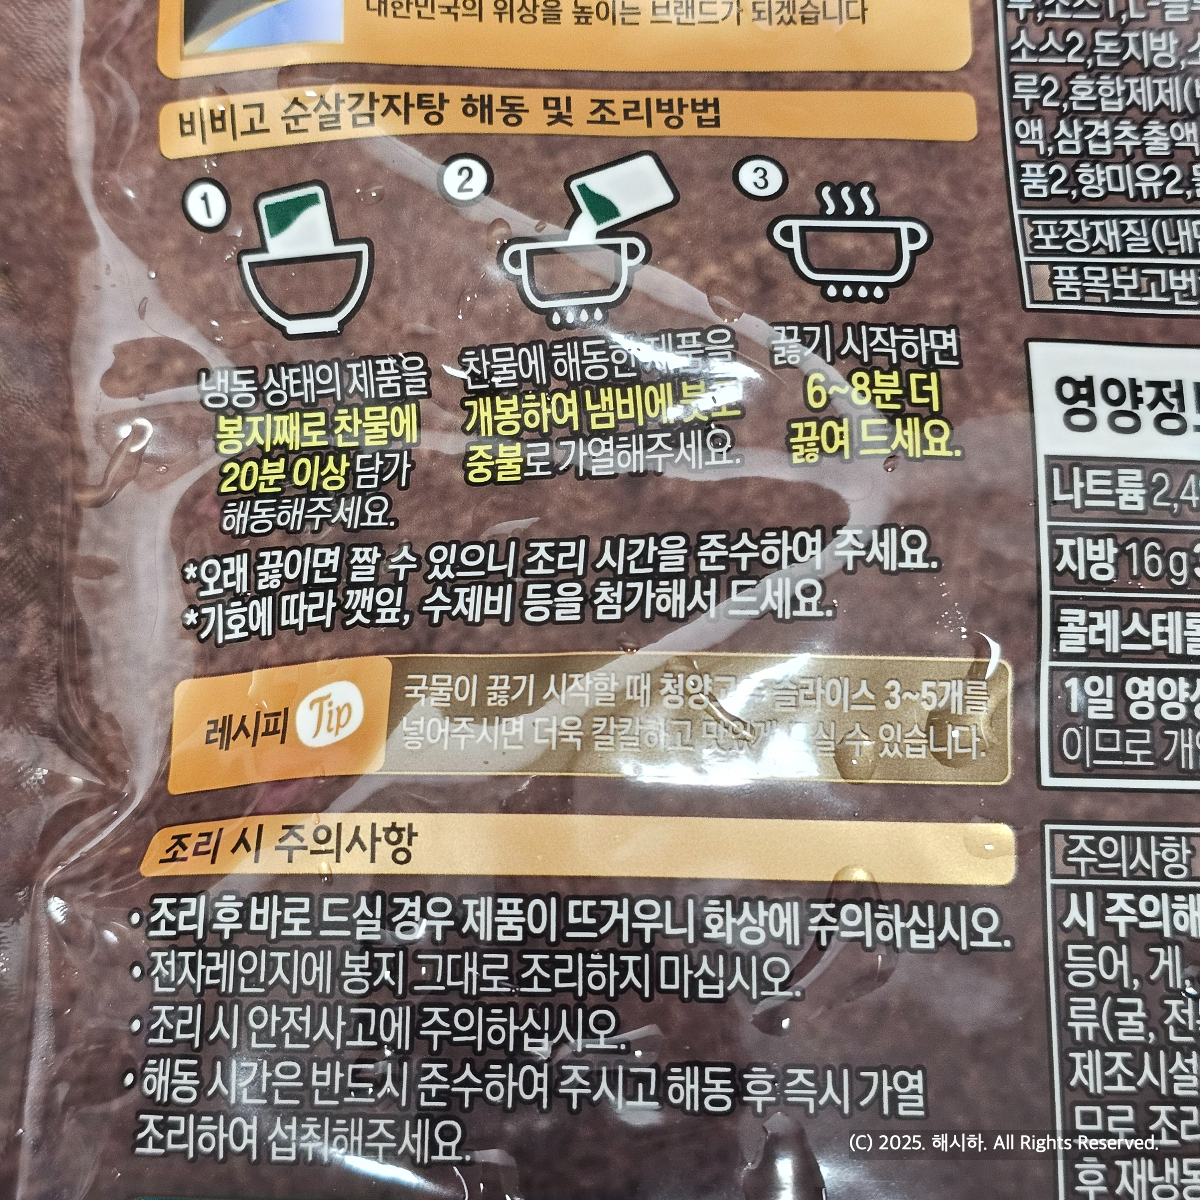 대한민국의 위상을 높이는 브랜드가 되겠습니다
비비고 순살감자탕 해동 및 조리방법
1
냉동 상태의 제품을
봉지째로 찬물에
20분 이상 담가
해동해주세요.
2
찬물에 해동한 제품을
개봉하여 냄비에 붓고
중불로 가열해주세요.
3
끓기 시작하면
6~8분 더
끓여 드세요.
*오래 끓이면 짤 수 있으니 조리 시간을 준수하여 주세요.
*기호에 따라 깻잎, 수제비 등을 첨가해서 드세요.
레시피 Tip
국물이 끓기 시작할 때 청양고추 슬라이스 3~5개를
넣어주시면 더욱 칼칼하고 맛있게 드실 수 있습니다.
조리 시 주의사항
• 조리 후 바로 드실 경우 제품이 뜨거우니 화상에 주의하십시오.
• 전자레인지에 봉지 그대로 조리하지 마십시오.
• 조리 시 안전사고에 주의하십시오.
• 해동 시간은 반드시 준수하여 주시고 해동 후 즉시 가열
조리하여 섭취해주세요.
소스2,돈지방,
루2,혼합제제(
액,삼겹추출액
품2,향미유2,
포장재질(내면
품목보고번
영양정보
나트륨 2,4
지방 16g
콜레스테롤
1일 영양
이므로 개
주의사항
시 주의해
등어, 게,
류(굴, 전
제조시설
므로 조리
후 재냉동
(C) 2025. 해시하. All Rights Reserved.